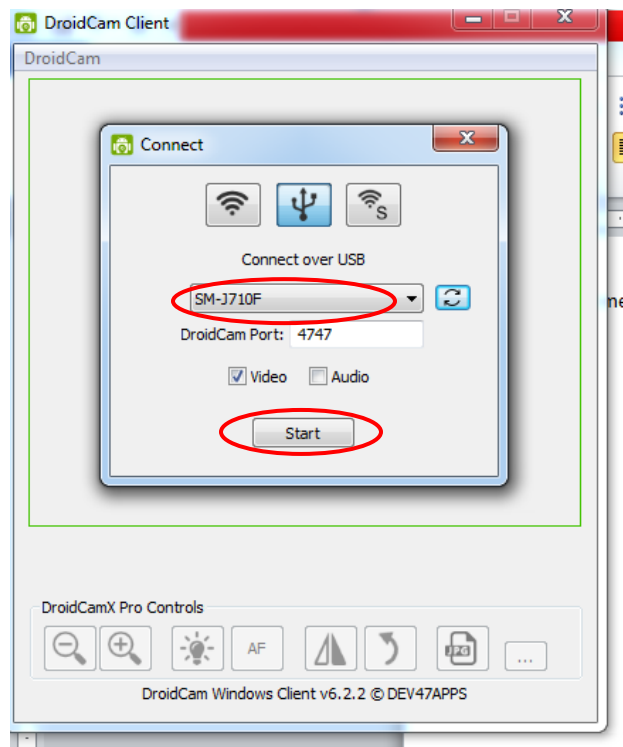 DroidCam Client
DroidCam
Connect
S
Connect over USB
SM-J710F
DroidCam Port: 4747
Video Audio
Start
DroidCamX Pro Controls
AF JPG ...
DroidCam Windows Client v6.2.2 © DEV47APPS